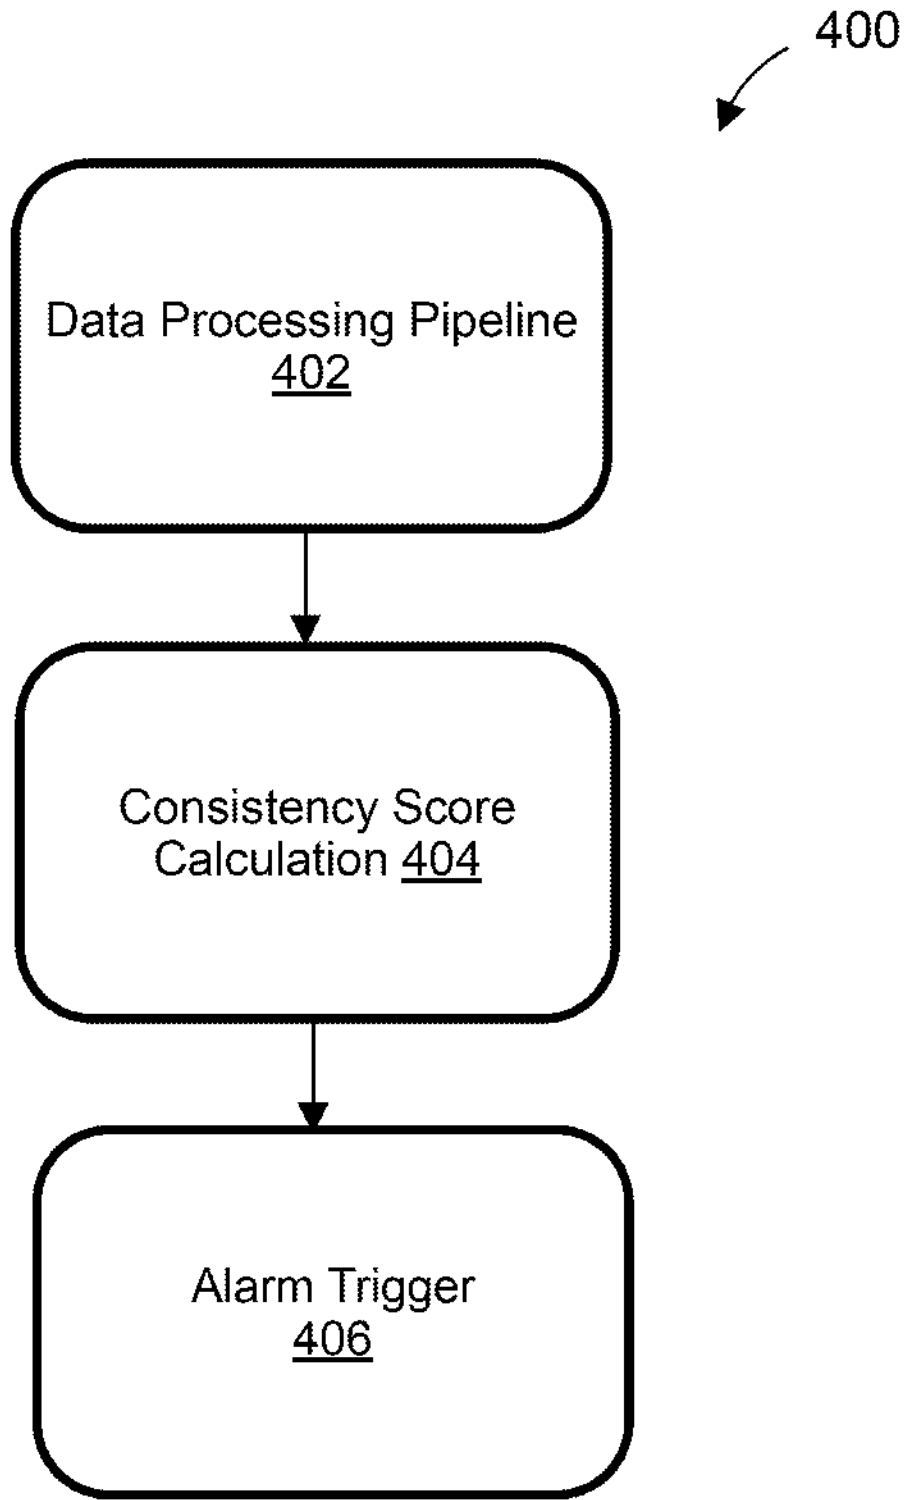 400
Data Processing Pipeline
402
Consistency Score
Calculation 404
Alarm Trigger
406